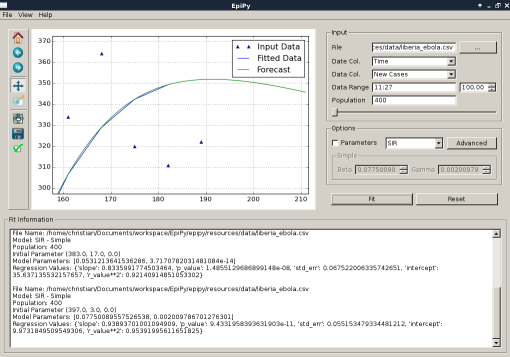 EpiPy
File View Help
370
360
350
340
330
320
310
300
160
170
180
190
200
210
Input Data
Fitted Data
Forecast
Input
File
ces/data/liberia_ebola.csv
...
Date Col.
Time
Data Col.
New Cases
Data Range
11:27
100.00
Population
400
Options
Parameters
SIR
Advanced
Simple
Beta
0.07750090
Gamma
0.00200979
Fit
Reset
Fit Information
File Name: /home/christian/Documents/workspace/EpiPy/epipy/resources/data/liberia_ebola.csv
Model: SIR - Simple
Population: 400
Initial Parameter (383.0, 17.0, 0.0)
Model Parameters: [0.0531213641536286, 3.7170782031481084e-14]
Regression Values: {'slope': 0.8335991774503464, 'p_value': 1.4855129686899148e-08, 'std_err': 0.067522006335742651, 'intercept':
35.637135532157657, 'r_value**2': 0.92140914851053302}
File Name: /home/christian/Documents/workspace/EpiPy/epipy/resources/data/liberia_ebola.csv
Model: SIR - Simple
Population: 400
Initial Parameter (397.0, 3.0, 0.0)
Model Parameters: [0.07750089557526538, 0.002009786701276301]
Regression Values: {'slope': 0.93893701001094909, 'p_value': 9.4331958393631903e-11, 'std_err': 0.055153479334481212, 'intercept':
9.9731849509549306, 'r_value**2': 0.95391995611651825}